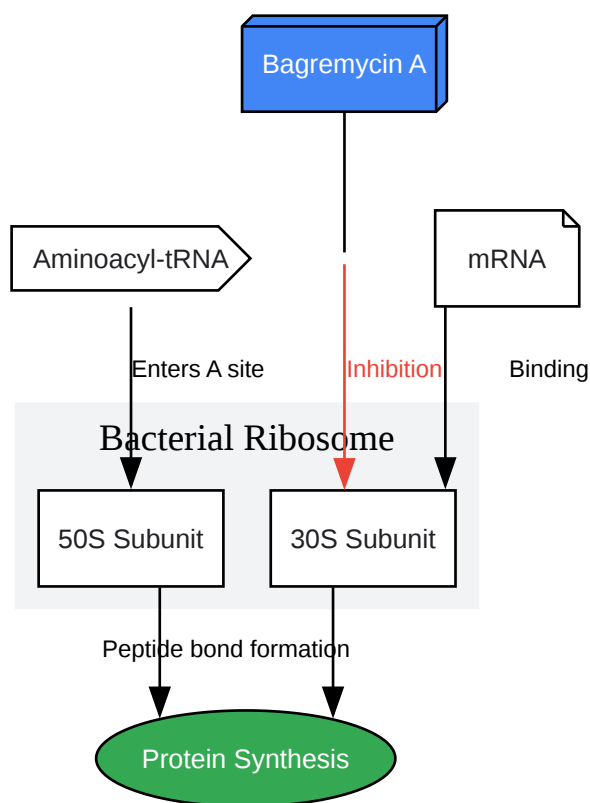 Bagremycin A
Aminoacyl-tRNA
mRNA
Enters A site
Inhibition
Binding
Bacterial Ribosome
50S Subunit
30S Subunit
Peptide bond formation
Protein Synthesis